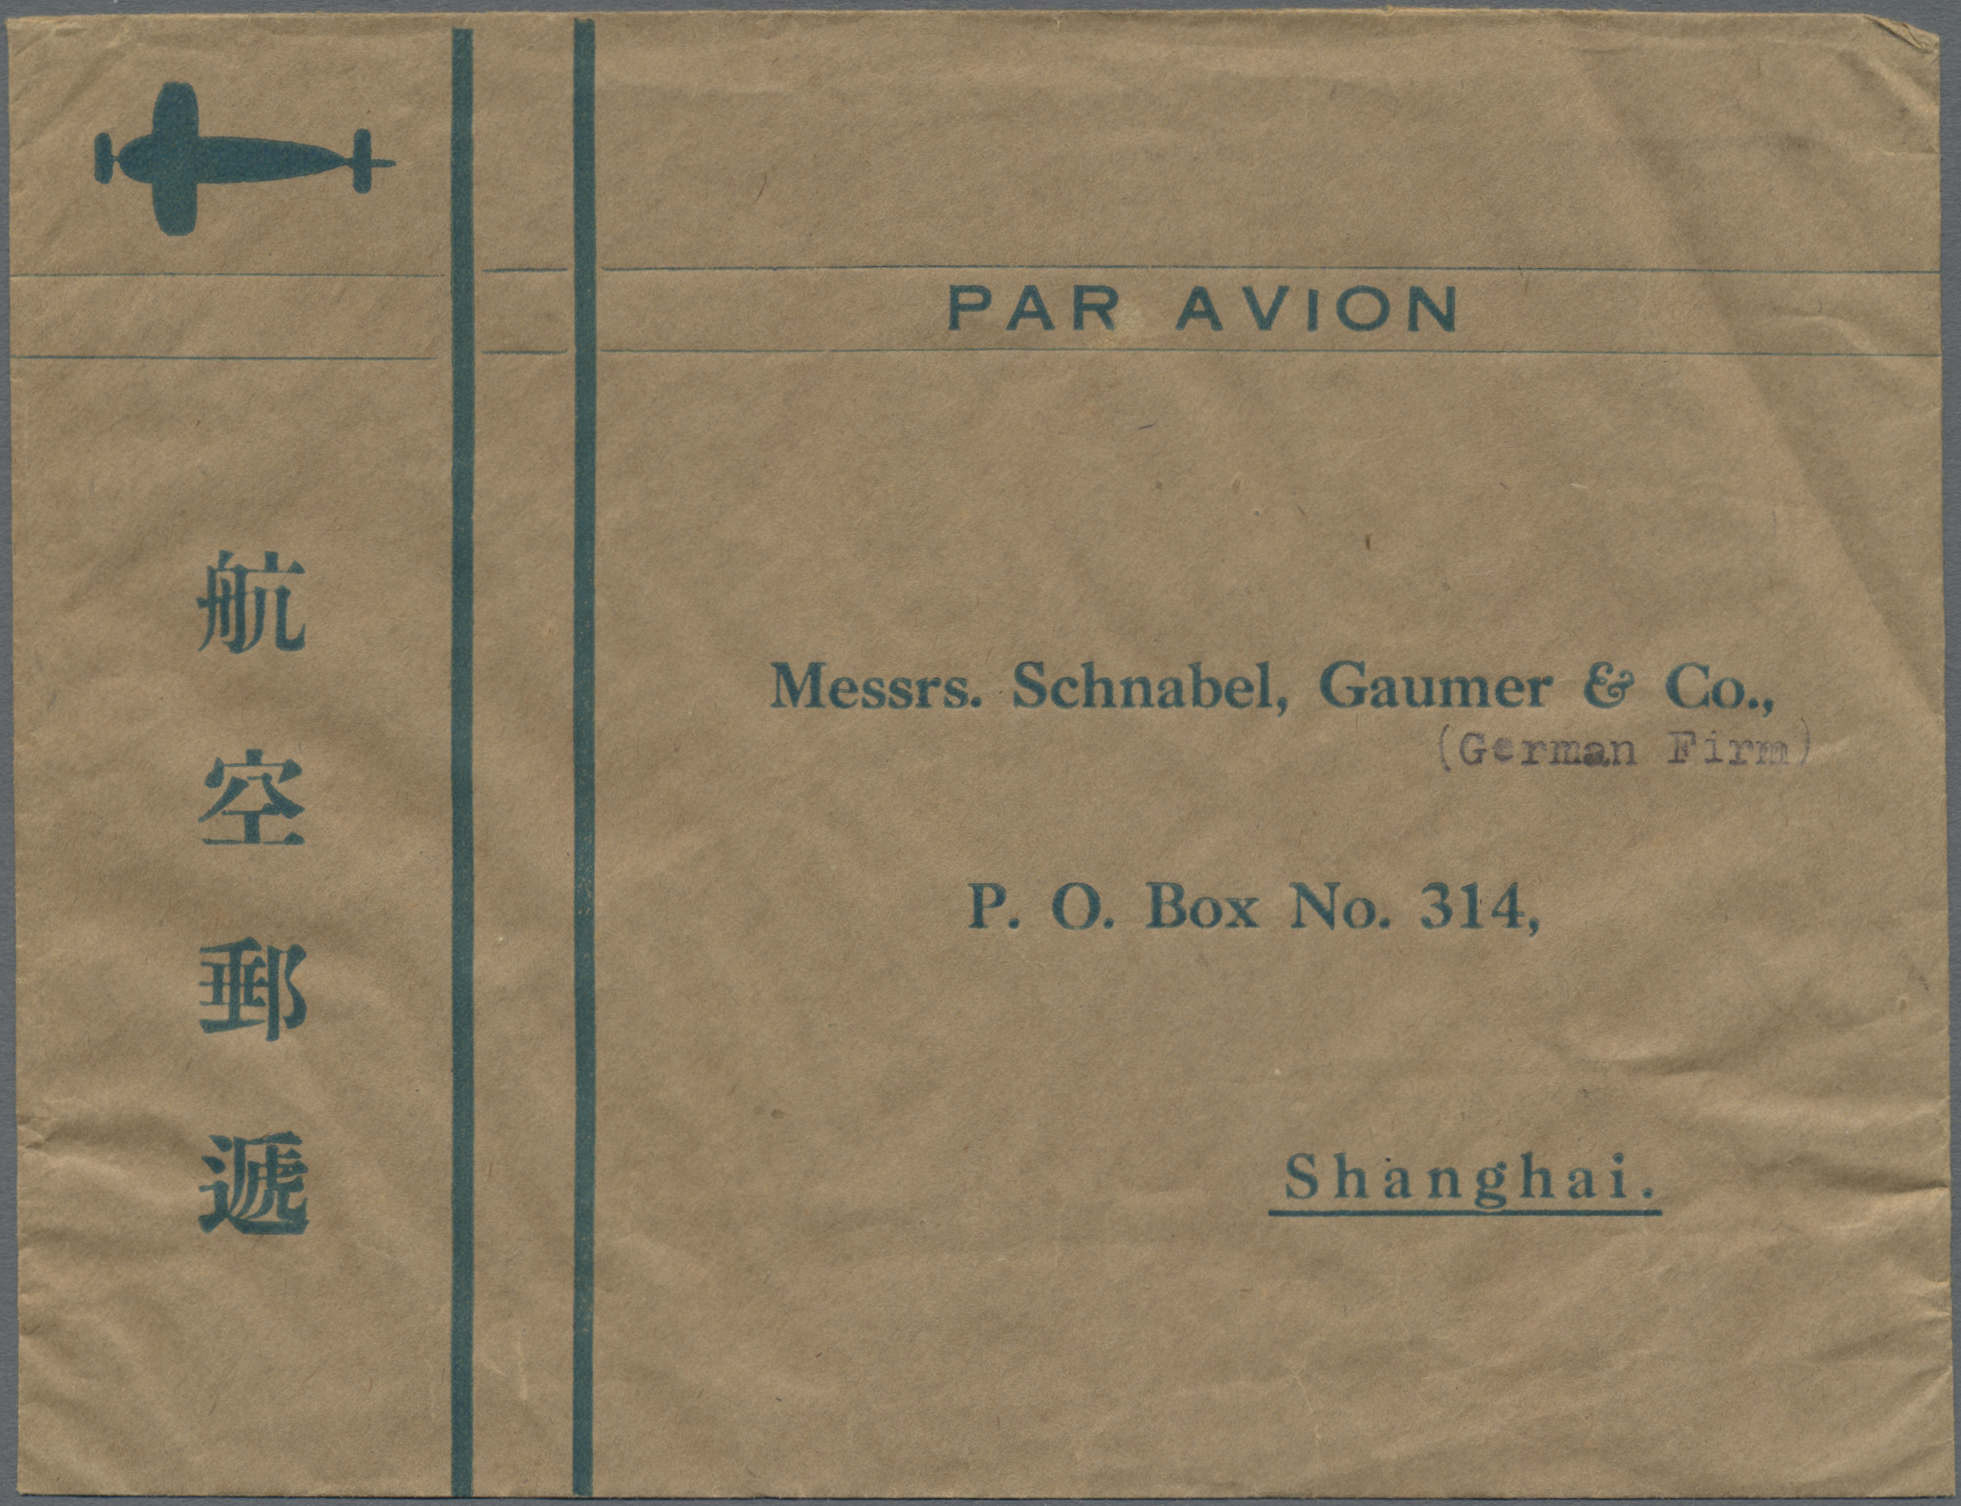 PAR AVION
航空郵遞
Messrs. Schnabel, Gaumer & Co.,
(German Firm)
P. O. Box No. 314,
Shanghai.